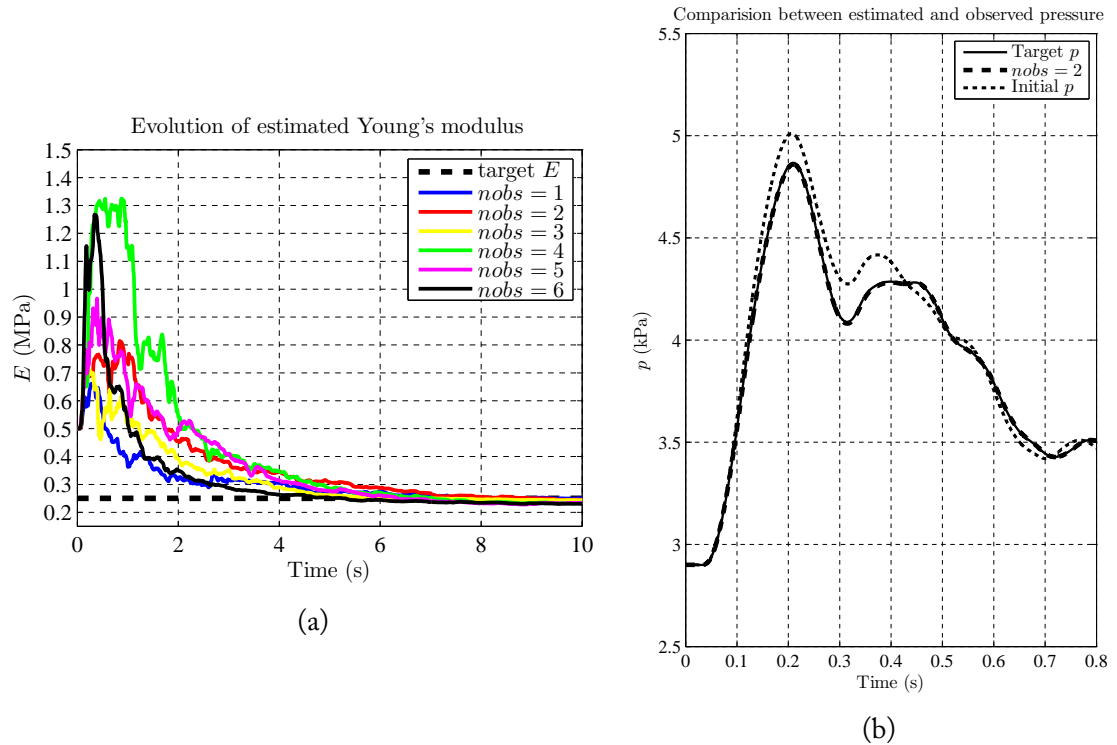 Evolution of estimated Young's modulus
1.5
1.4
1.3
1.2
1.1
1
0.9
0.8
0.7
0.6
0.5
0.4
0.3
0.2
E (MPa)
target E
nobs = 1
nobs = 2
nobs = 3
nobs = 4
nobs = 5
nobs = 6
0 2 4 6 8 10
Time (s)
(a)
Comparision between estimated and observed pressure
5.5
5
4.5
4
3.5
3
2.5
p (kPa)
Target p
nobs = 2
Initial p
0 0.1 0.2 0.3 0.4 0.5 0.6 0.7 0.8
Time (s)
(b)